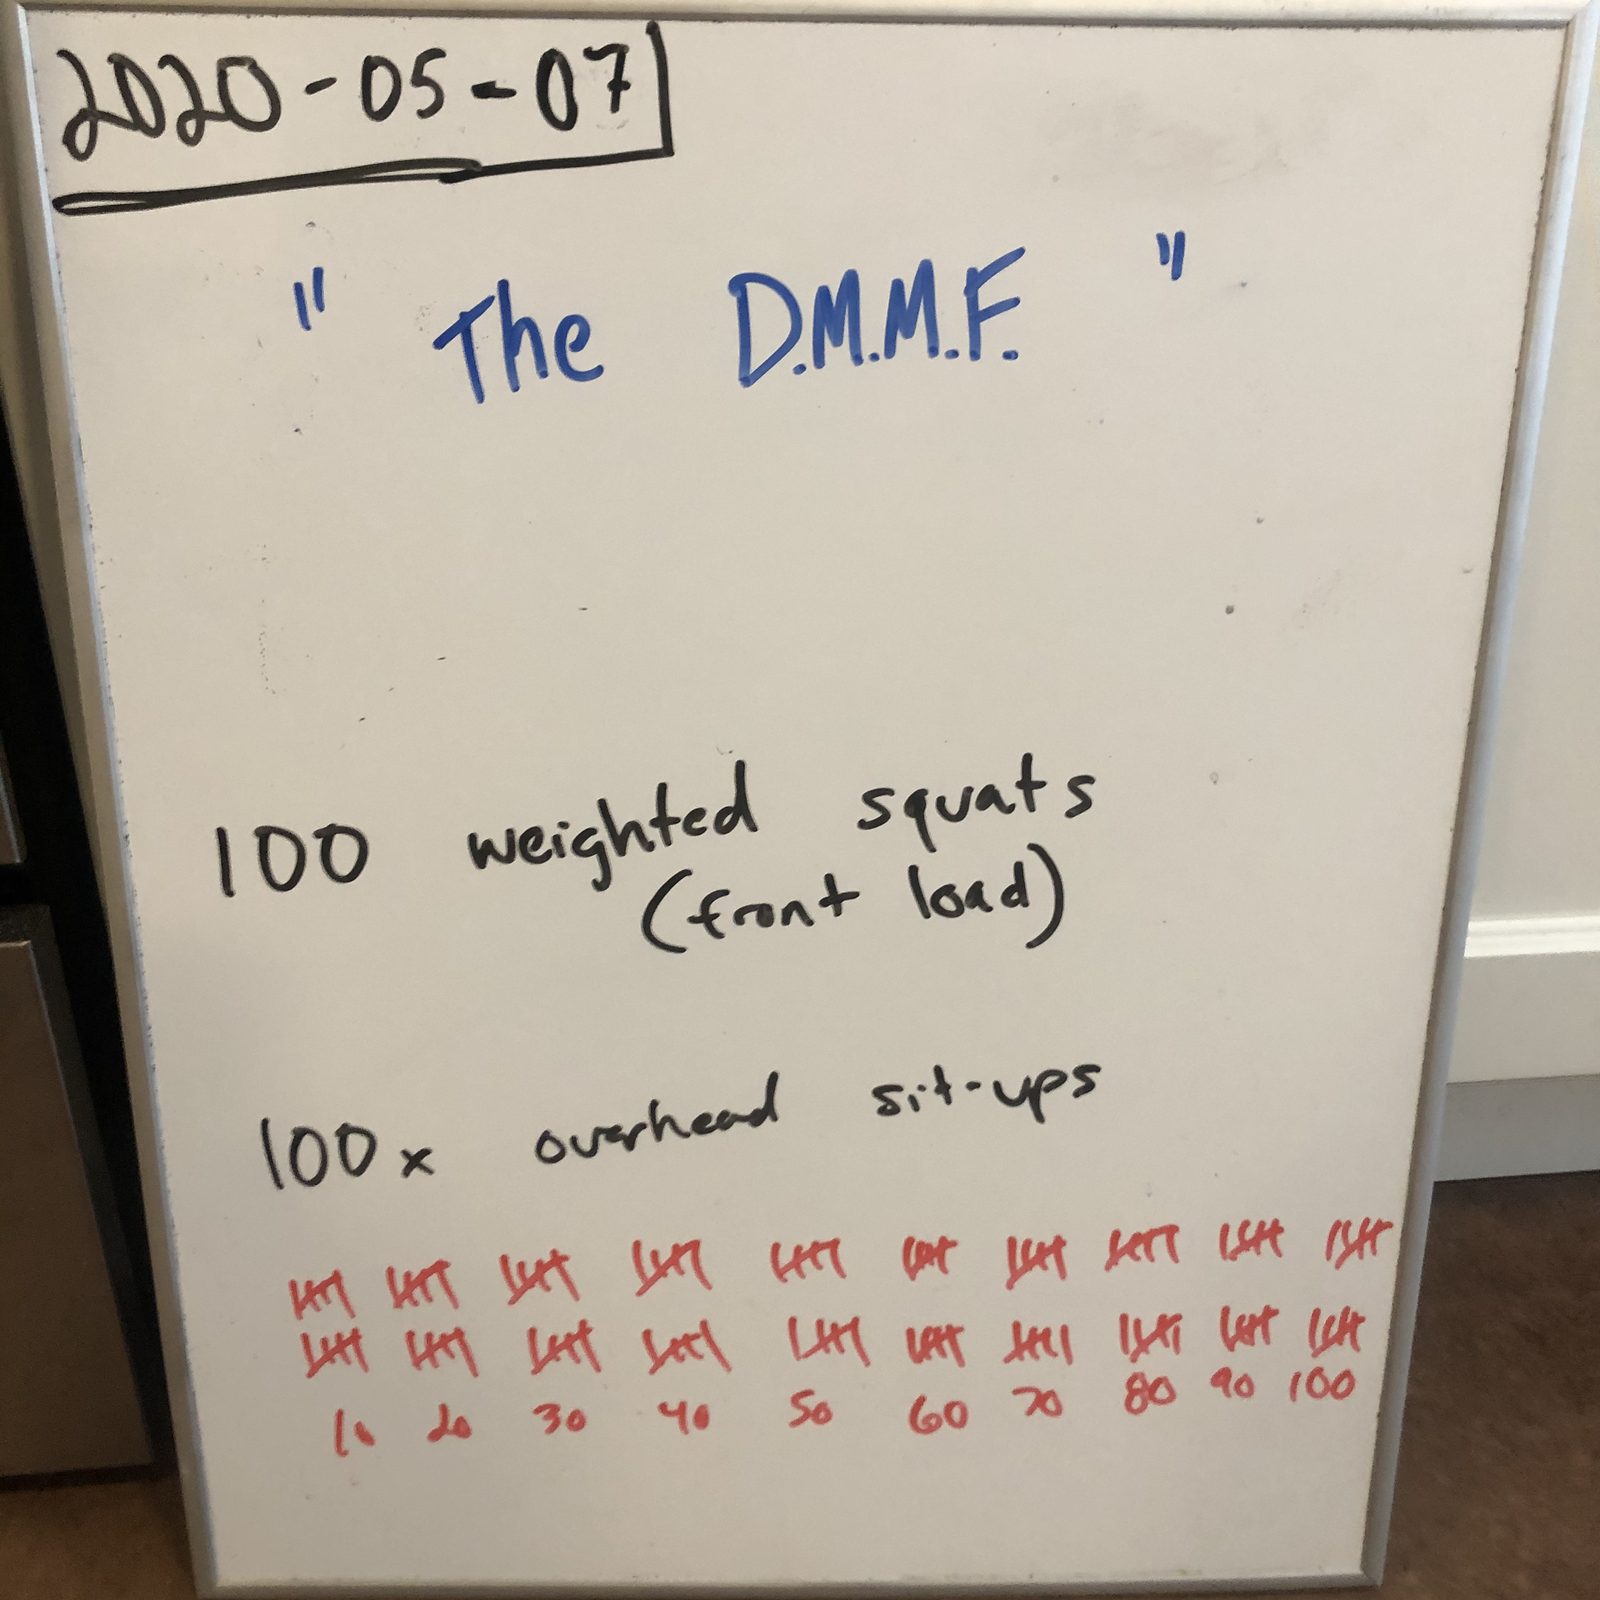 2020-05-07
" The D.M.M.F. "
100 weighted squats
(front load)
100x overhead sit-ups
10 20 30 40 50 60 70 80 90 100